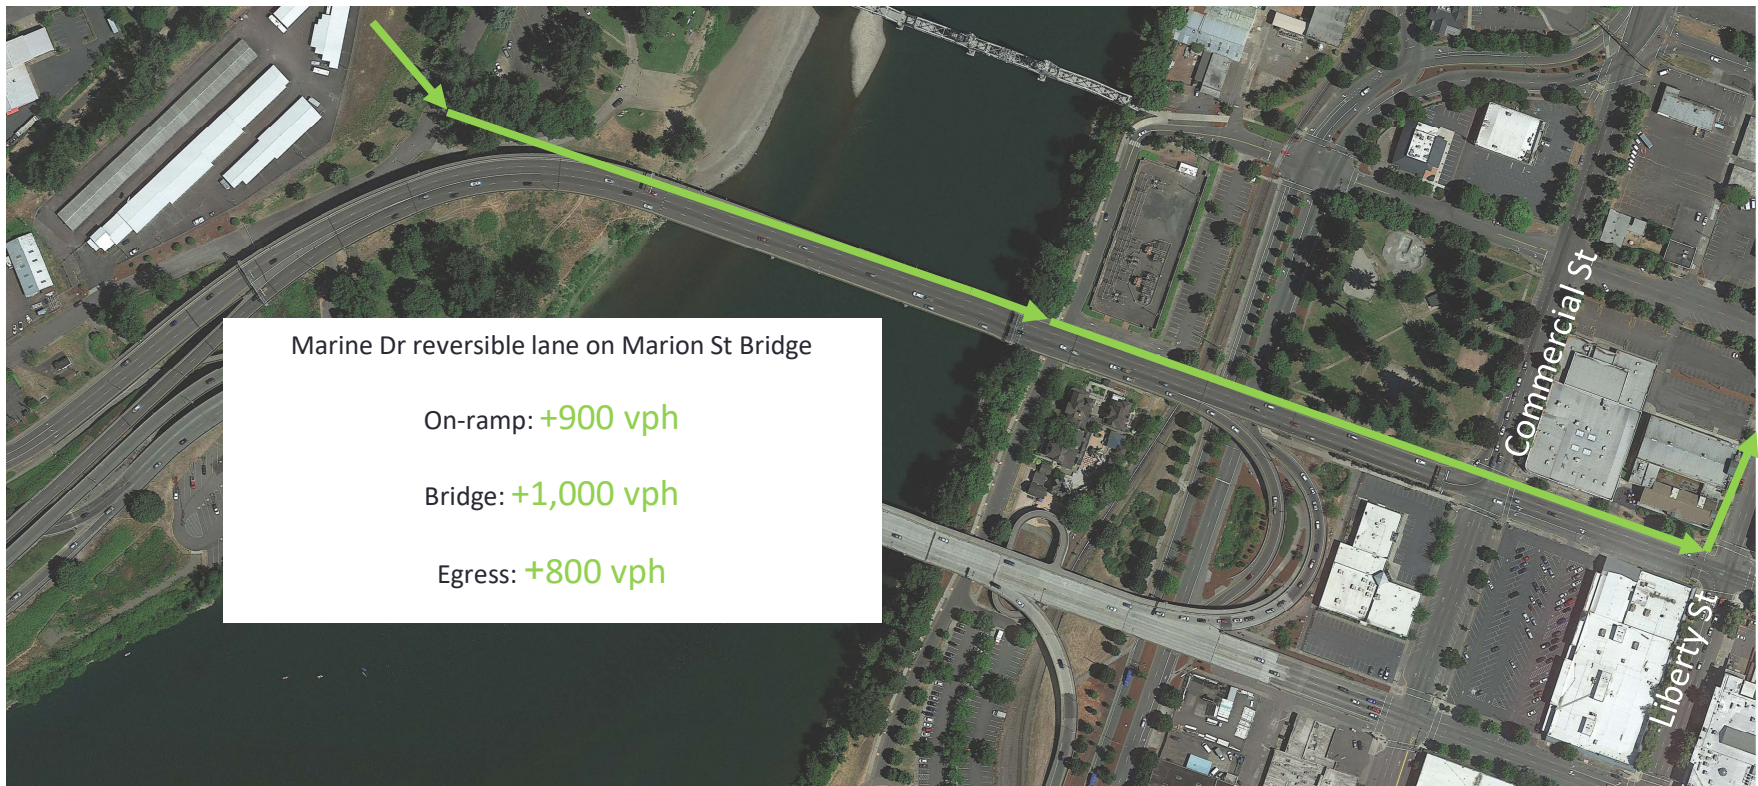 Marine Dr reversible lane on Marion St Bridge
On-ramp: +900 vph
Bridge: +1,000 vph
Egress: +800 vph
Commercial St
Liberty St